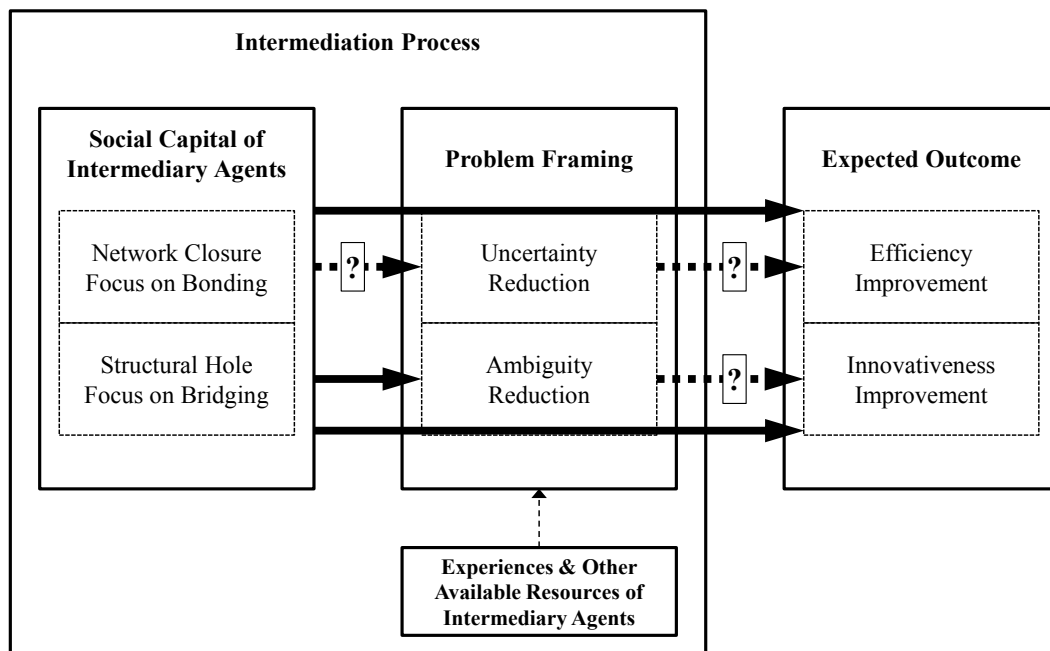 Intermediation Process
Social Capital of
Intermediary Agents
Problem Framing
Expected Outcome
Network Closure
Focus on Bonding
?
Uncertainty
Reduction
?
Efficiency
Improvement
Structural Hole
Focus on Bridging
Ambiguity
Reduction
?
Innovativeness
Improvement
Experiences & Other
Available Resources of
Intermediary Agents